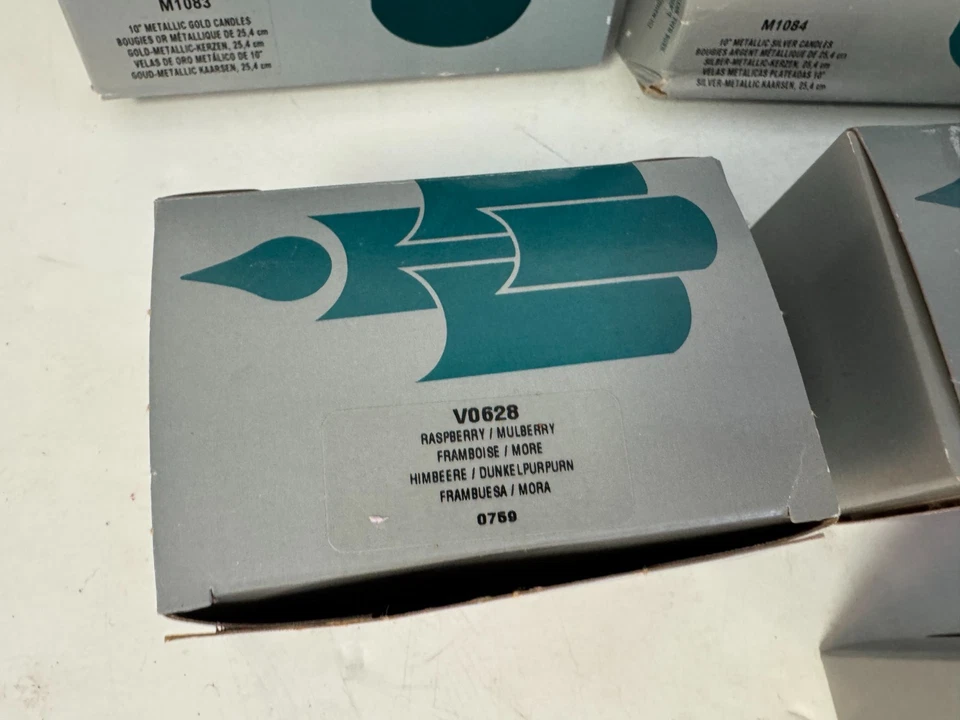 M1083
10" METALLIC GOLD CANDLES
BOUGIES OR MÉTALLIQUE DE 25,4 cm
GOLD-METALLIC-KERZEN, 25,4 cm
VELAS DE ORO METÁLICO DE 10"
GOUD-METALLIC KAARSEN, 25,4 cm
M1084
10" METALLIC SILVER CANDLES
BOUGIES ARGENT MÉTALLIQUE DE 25,4 cm
SILBER-METALLIC-KERZEN, 25,4 cm
VELAS METALICAS PLATEADAS 10"
SILVER-METALLIC KAARSEN, 25,4 cm
V0628
RASPBERRY / MULBERRY
FRAMBOISE / MORE
HIMBEERE / DUNKELPURPURN
FRAMBUESA / MORA
0759